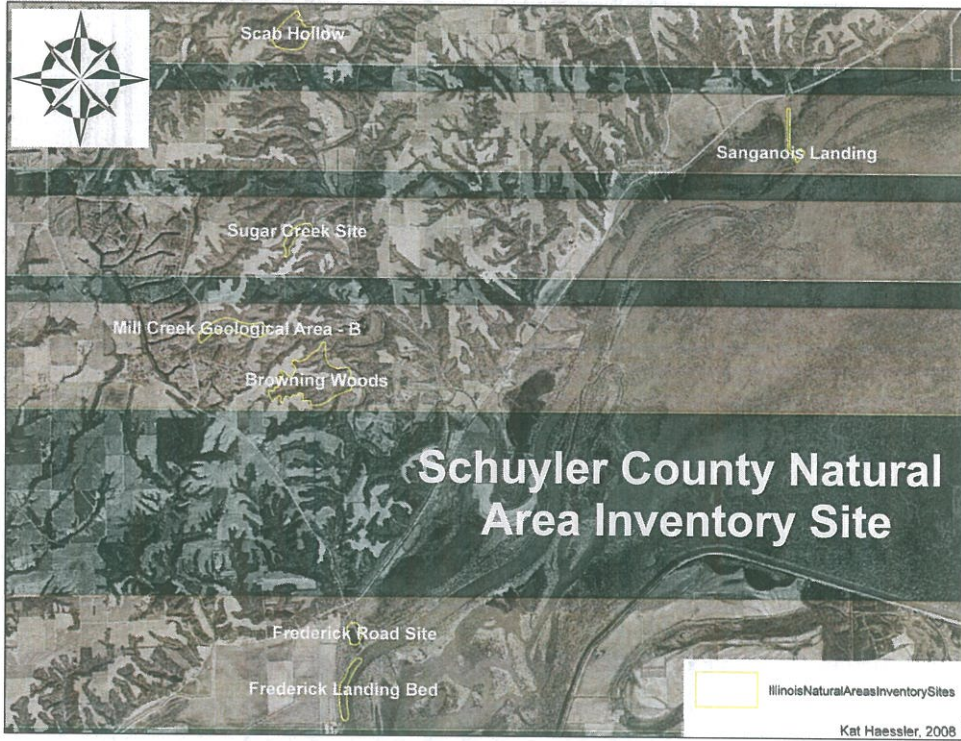 Scab Hollow
Sanganois Landing
Sugar Creek Site
Mill Creek Geological Area - B
Browning Woods
Schuyler County Natural
Area Inventory Site
Frederick Road Site
Frederick Landing Bed
IllinoisNaturalAreasInventorySites
Kat Haessler, 2008